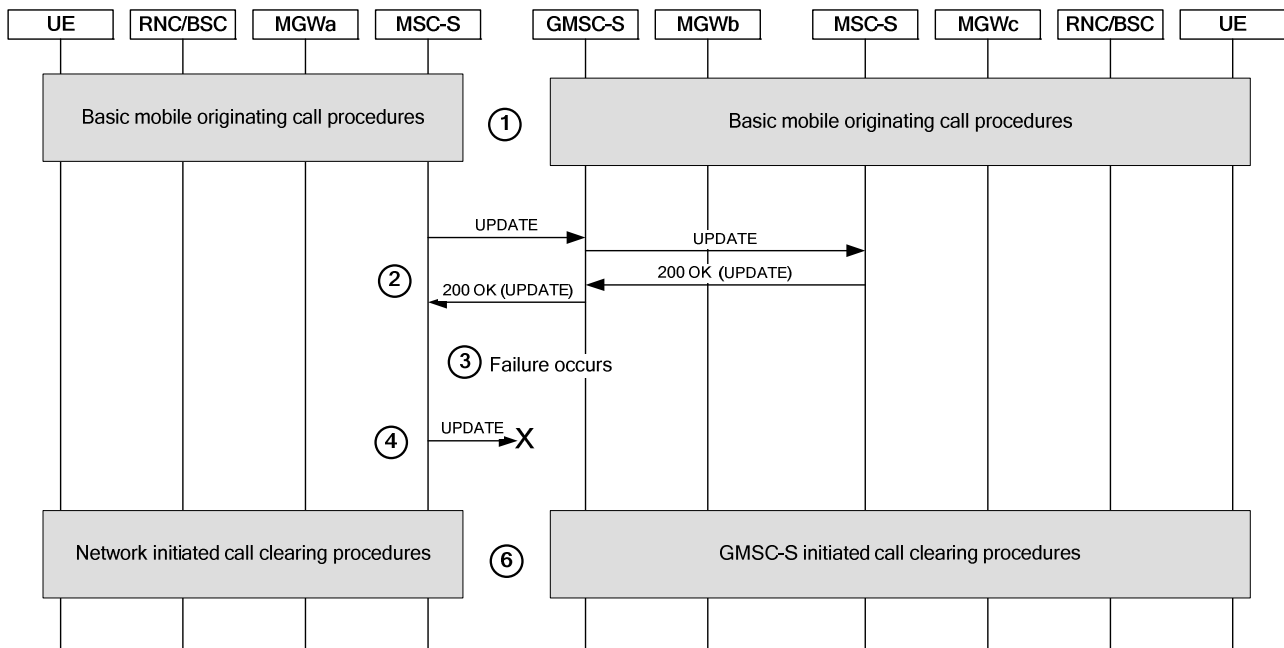 UE RNC/BSC MGWa MSC-S GMSC-S MGWb MSC-S MGWc RNC/BSC UE
Basic mobile originating call procedures
1
Basic mobile originating call procedures
UPDATE
UPDATE
2
200 OK (UPDATE)
200 OK (UPDATE)
3 Failure occurs
4
UPDATE
X
Network initiated call clearing procedures
6
GMSC-S initiated call clearing procedures